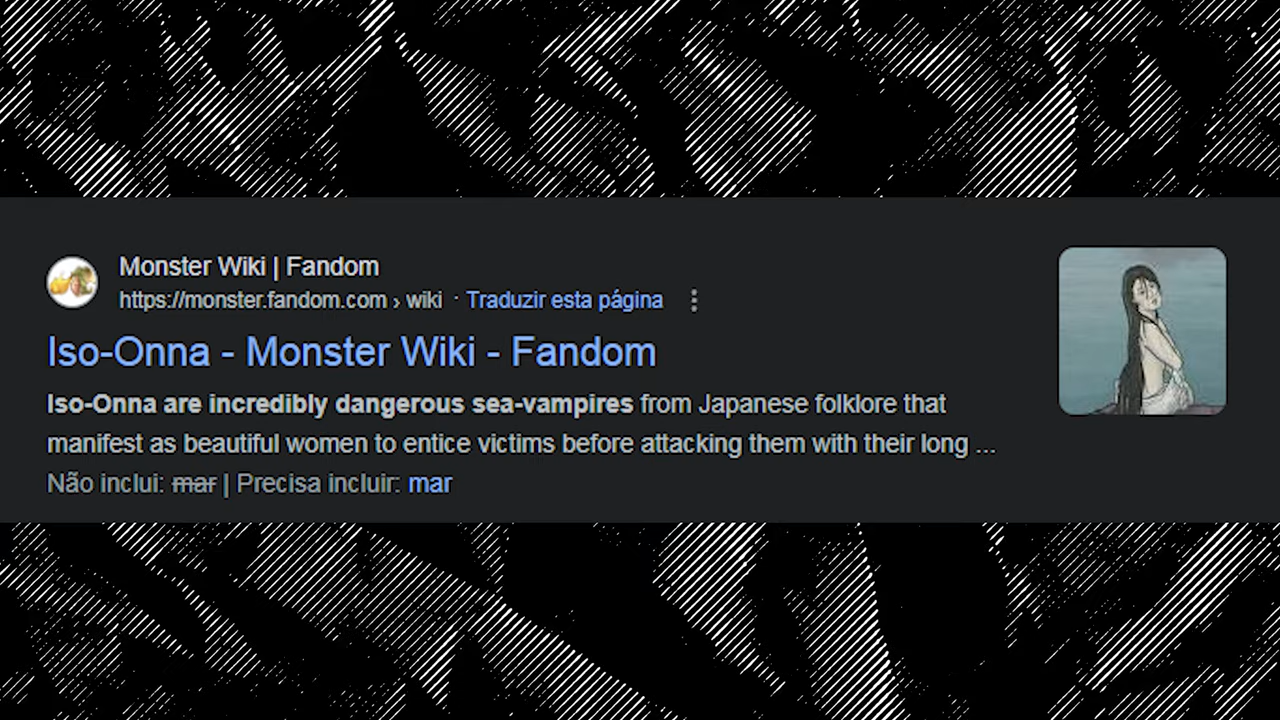 Monster Wiki | Fandom
https://monster.fandom.com › wiki · Traduzir esta página
Iso-Onna - Monster Wiki - Fandom
Iso-Onna are incredibly dangerous sea-vampires from Japanese folklore that
manifest as beautiful women to entice victims before attacking them with their long ...
Não inclui: mar | Precisa incluir: mar